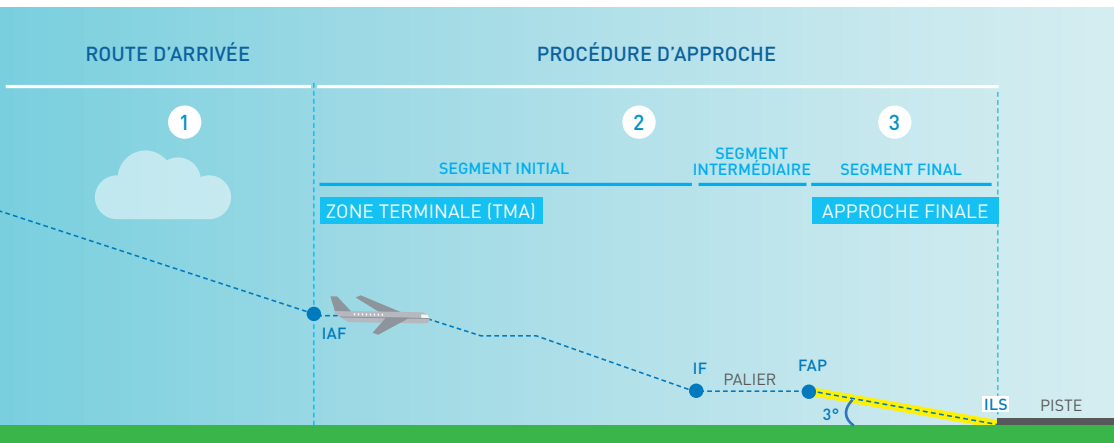 ROUTE D'ARRIVÉE
PROCÉDURE D'APPROCHE
1
2
3
SEGMENT INITIAL
SEGMENT
INTERMÉDIAIRE
SEGMENT FINAL
ZONE TERMINALE (TMA)
APPROCHE FINALE
IAF
IF
PALIER
FAP
3°
ILS
PISTE